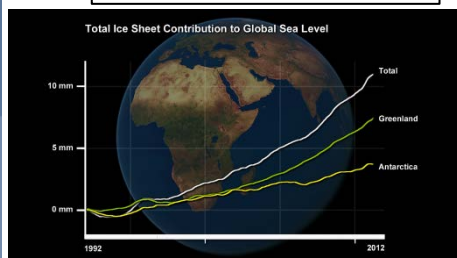 Total Ice Sheet Contribution to Global Sea Level
Total
10 mm
Greenland
5 mm
Antarctica
0 mm
1992
2012